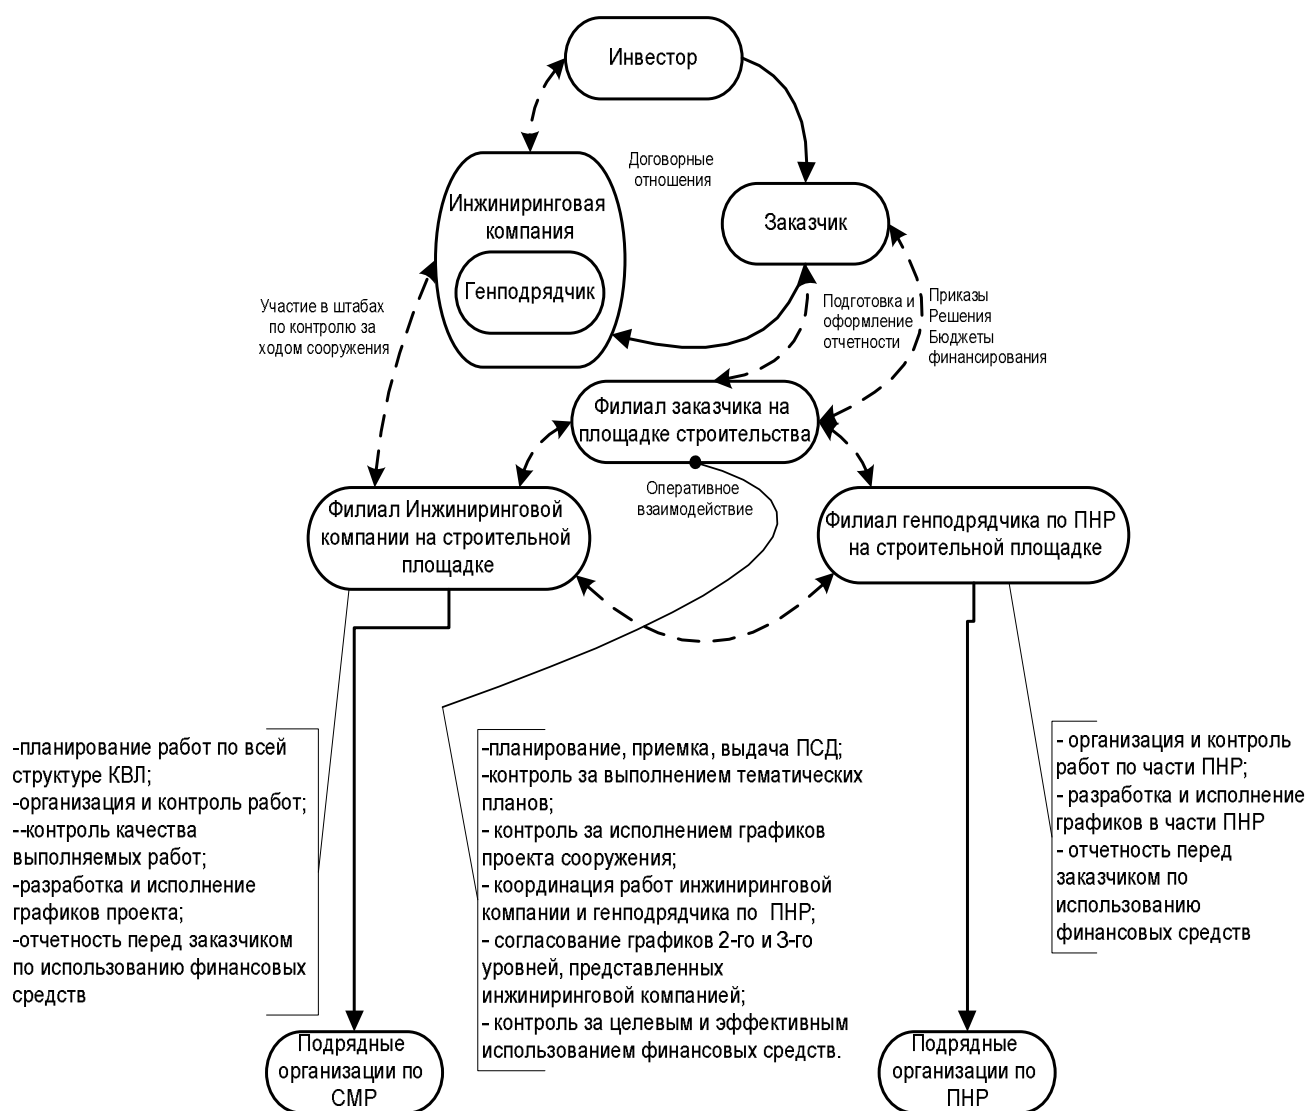 Инвестор
Договорные
отношения
Инжиниринговая
компания
Генподрядчик
Заказчик
Участие в штабах
по контролю за
ходом сооружения
Подготовка и
оформление
отчетности
Приказы
Решения
Бюджеты
финансирования
Филиал заказчика на
площадке строительства
Оперативное
взаимодействие
Филиал Инжиниринговой
компании на строительной
площадке
Филиал генподрядчика по ПНР
на строительной площадке
-планирование работ по всей
структуре КВЛ;
-организация и контроль работ;
--контроль качества
выполняемых работ;
-разработка и исполнение
графиков проекта;
-отчетность перед заказчиком
по использованию финансовых
средств
-планирование, приемка, выдача ПСД;
-контроль за выполнением тематических
планов;
- контроль за исполнением графиков
проекта сооружения;
- координация работ инжиниринговой
компании и генподрядчика по ПНР;
- согласование графиков 2-го и 3-го
уровней, представленных
инжиниринговой компанией;
- контроль за целевым и эффективным
использованием финансовых средств.
- организация и контроль
работ по части ПНР;
- разработка и исполнение
графиков в части ПНР
- отчетность перед
заказчиком по
использованию
финансовых средств
Подрядные
организации по
СМР
Подрядные
организации по
ПНР